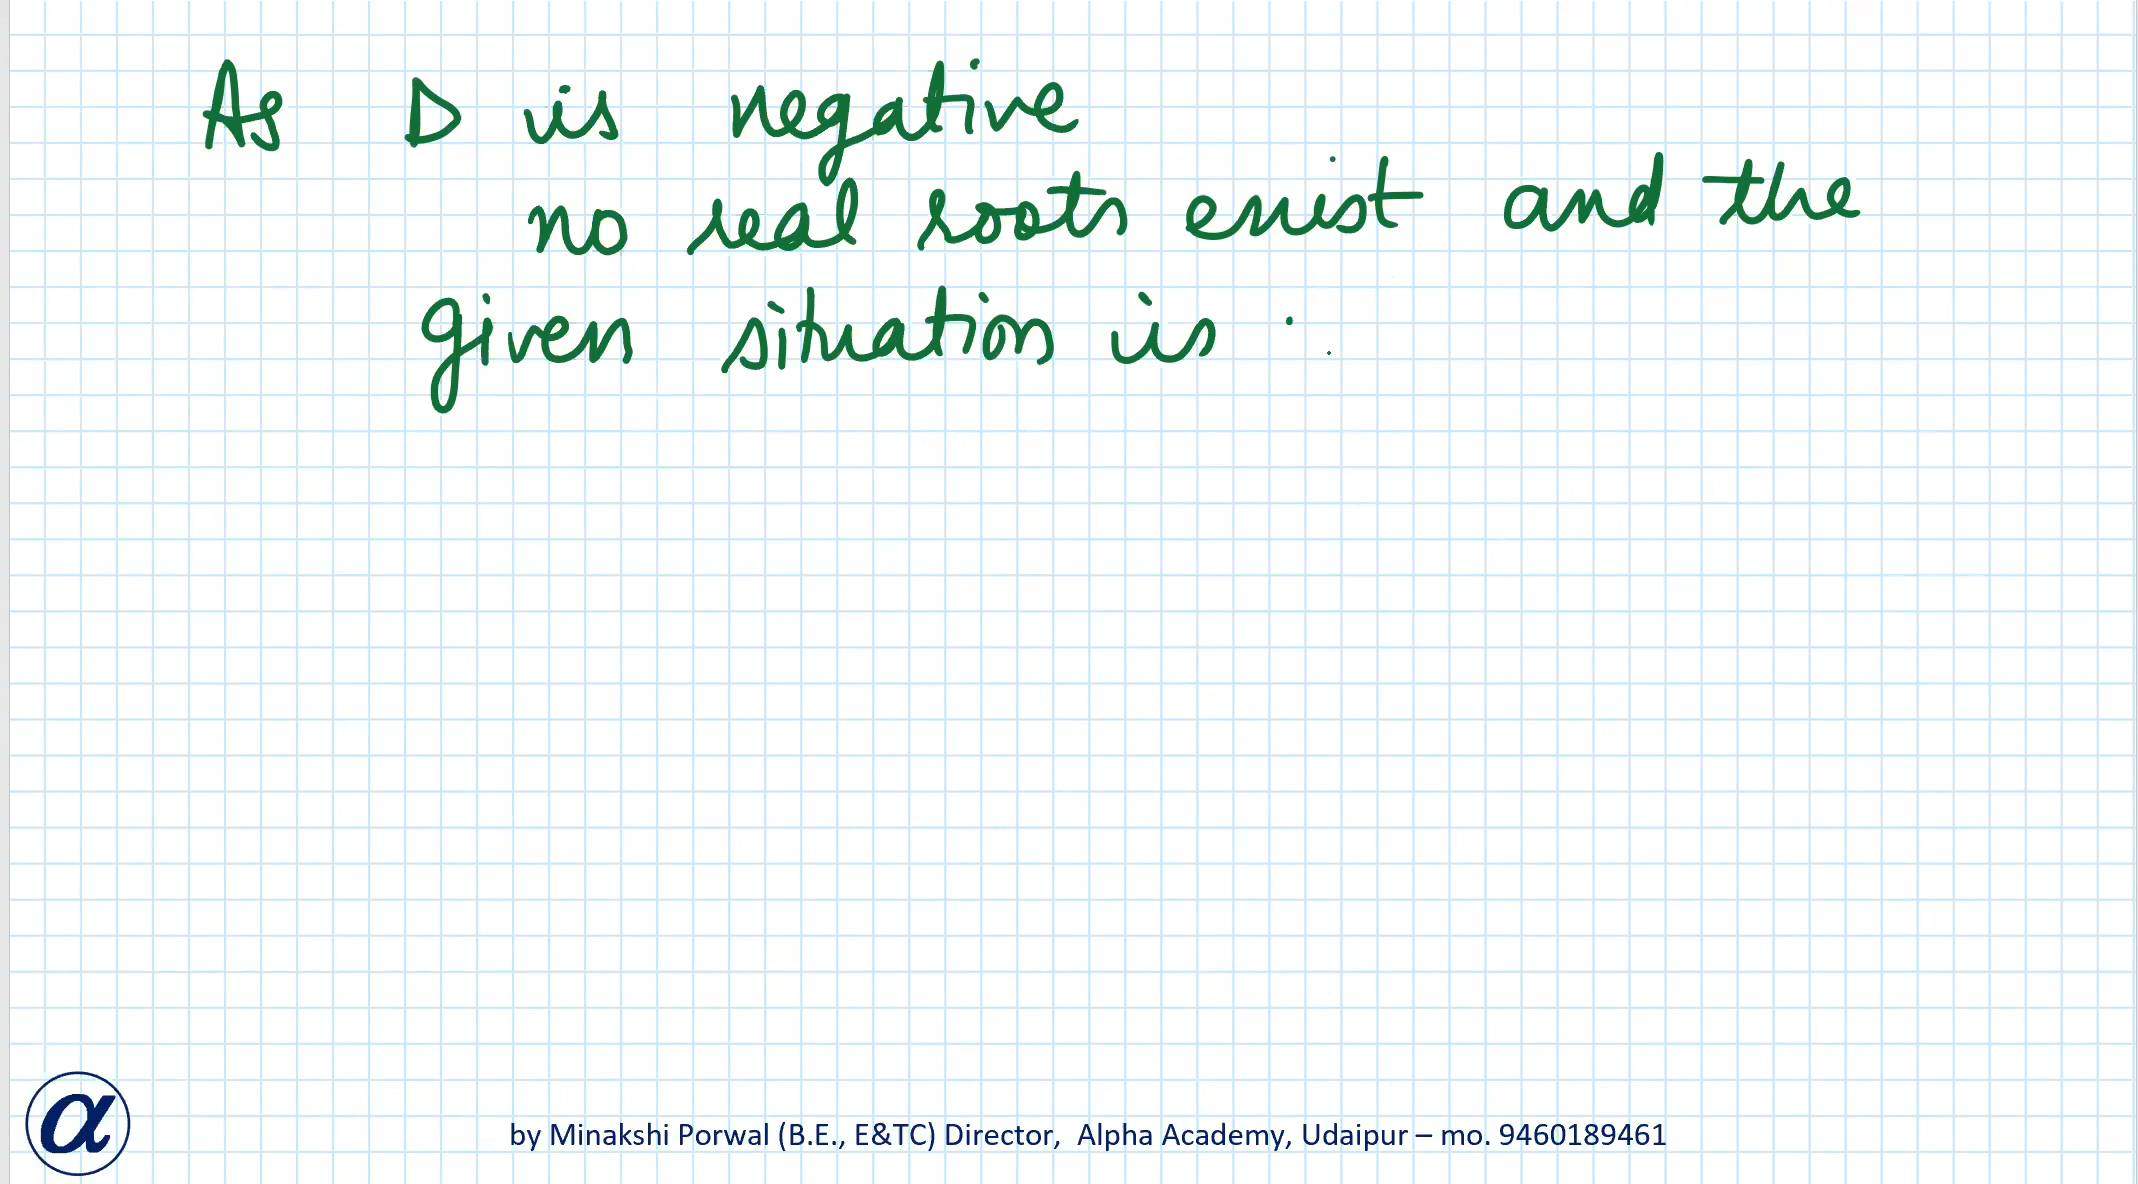 As D is negative
no real roots exist and the
given situation is
α
by Minakshi Porwal (B.E., E&TC) Director, Alpha Academy, Udaipur – mo. 9460189461